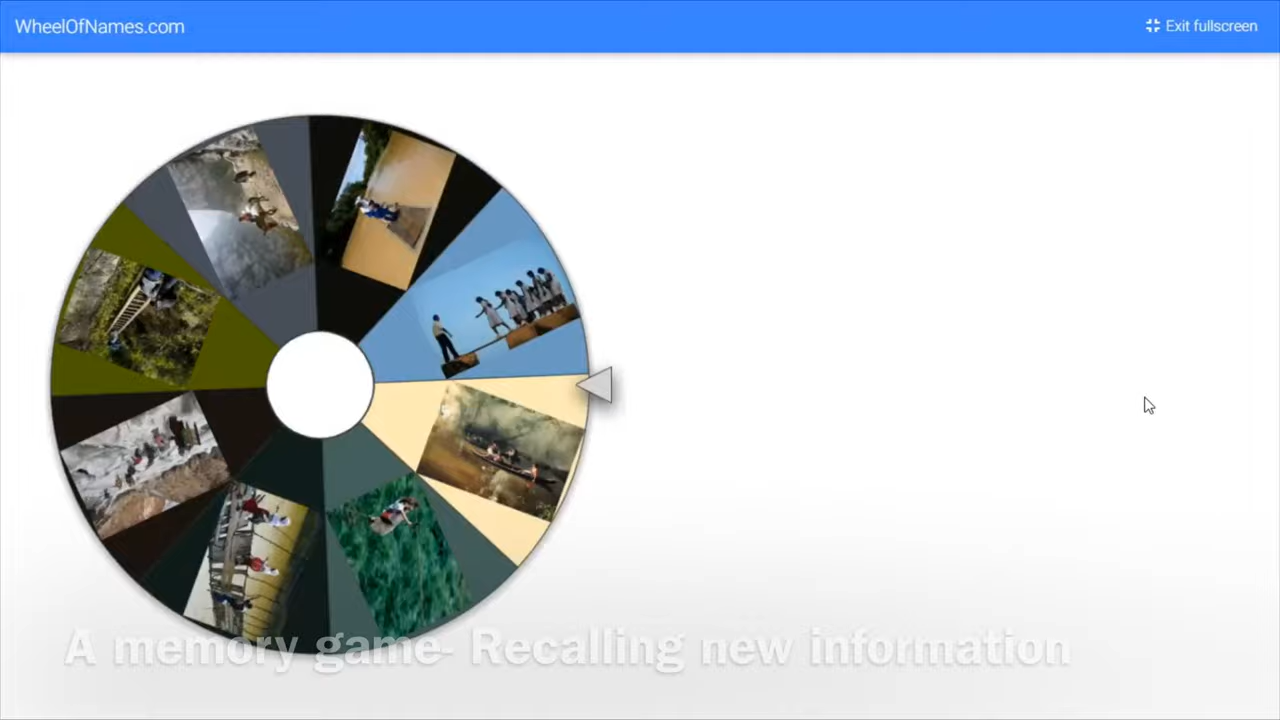 WheelOfNames.com
Exit fullscreen
A memory game- Recalling new information